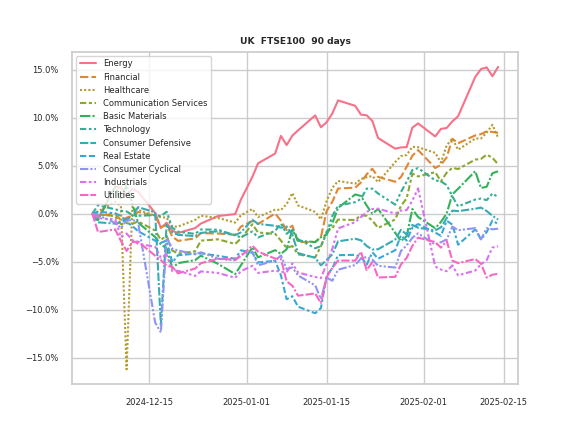 UK  FTSE100  90 days
Energy
Financial
Healthcare
Communication Services
Basic Materials
Technology
Consumer Defensive
Real Estate
Consumer Cyclical
Industrials
Utilities
15.0%
10.0%
5.0%
0.0%
−5.0%
−10.0%
−15.0%
2024-12-15
2025-01-01
2025-01-15
2025-02-01
2025-02-15